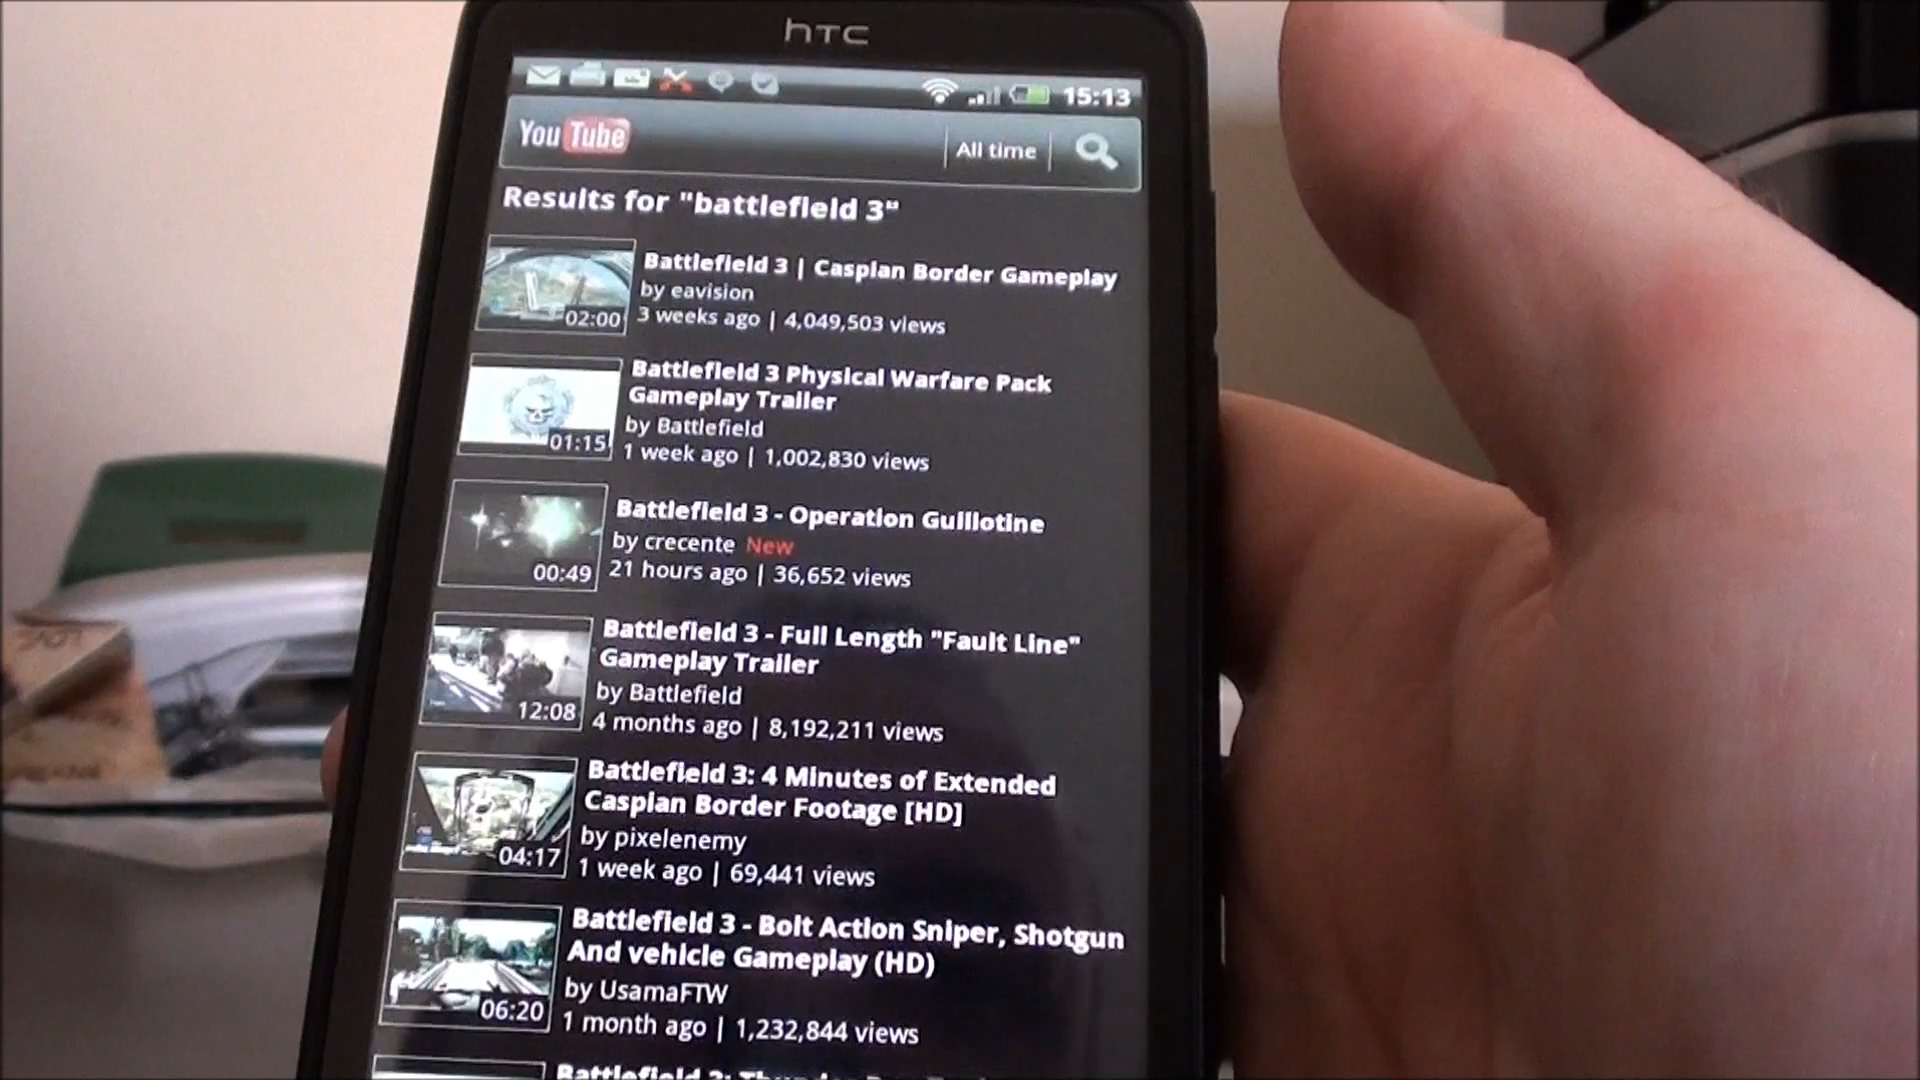 hTC
15:13
You Tube
All time
Results for "battlefield 3"
Battlefield 3 | Caspian Border Gameplay
by eavision
02:00
3 weeks ago | 4,049,503 views
Battlefield 3 Physical Warfare Pack
Gameplay Trailer
by Battlefield
01:15
1 week ago | 1,002,830 views
Battlefield 3 - Operation Guillotine
by crecente New
00:49
21 hours ago | 36,652 views
Battlefield 3 - Full Length "Fault Line"
Gameplay Trailer
by Battlefield
12:08
4 months ago | 8,192,211 views
Battlefield 3: 4 Minutes of Extended
Caspian Border Footage [HD]
by pixelenemy
04:17
1 week ago | 69,441 views
Battlefield 3 - Bolt Action Sniper, Shotgun
And vehicle Gameplay (HD)
by UsamaFTW
06:20
1 month ago | 1,232,844 views
Battlefield 3: